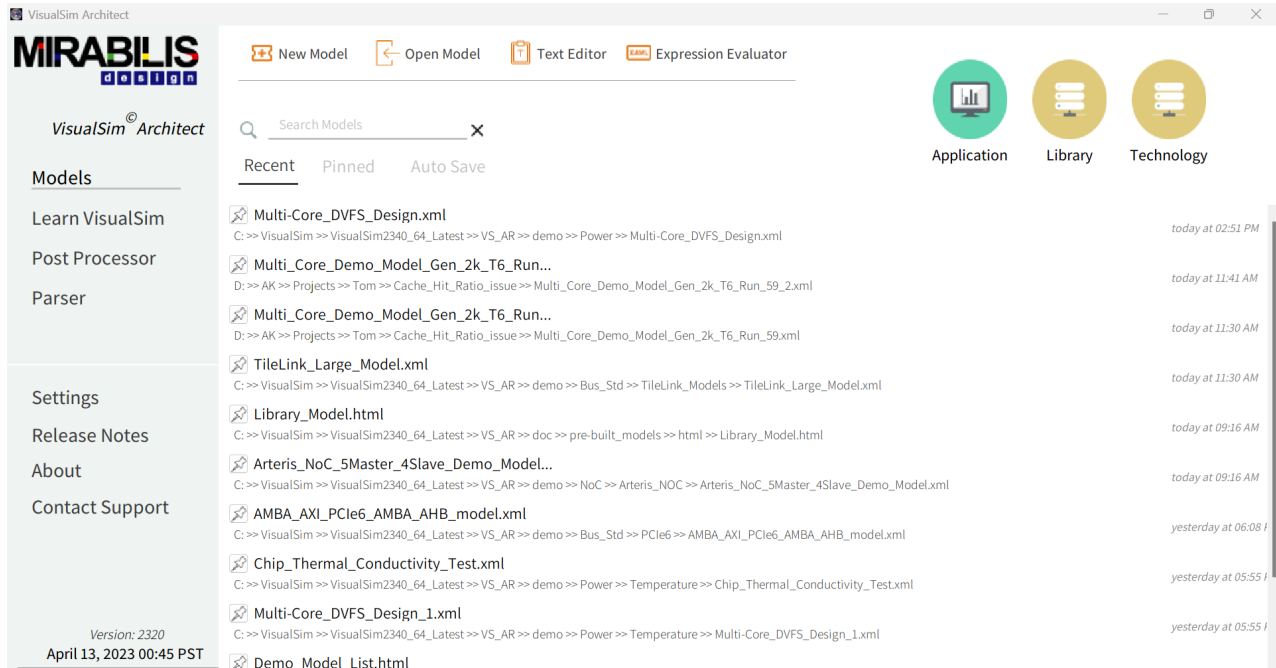 VisualSim Architect
MIRABILIS
design
VisualSim© Architect
Models
Learn VisualSim
Post Processor
Parser
Settings
Release Notes
About
Contact Support
Version: 2320
April 13, 2023 00:45 PST
New Model
Open Model
T
Text Editor
XAML
Expression Evaluator
Search Models
Recent
Pinned
Auto Save
Application
Library
Technology
Multi-Core_DVFS_Design.xml
C: >> VisualSim >> VisualSim2340_64_Latest >> VS_AR >> demo >> Power >> Multi-Core_DVFS_Design.xml
today at 02:51 PM
Multi_Core_Demo_Model_Gen_2k_T6_Run...
D: >> AK >> Projects >> Tom >> Cache_Hit_Ratio_issue >> Multi_Core_Demo_Model_Gen_2k_T6_Run_59_2.xml
today at 11:41 AM
Multi_Core_Demo_Model_Gen_2k_T6_Run...
D: >> AK >> Projects >> Tom >> Cache_Hit_Ratio_issue >> Multi_Core_Demo_Model_Gen_2k_T6_Run_59.xml
today at 11:30 AM
TileLink_Large_Model.xml
C: >> VisualSim >> VisualSim2340_64_Latest >> VS_AR >> demo >> Bus_Std >> TileLink_Models >> TileLink_Large_Model.xml
today at 11:30 AM
Library_Model.html
C: >> VisualSim >> VisualSim2340_64_Latest >> VS_AR >> doc >> pre-built_models >> html >> Library_Model.html
today at 09:16 AM
Arteris_NoC_5Master_4Slave_Demo_Model...
C: >> VisualSim >> VisualSim2340_64_Latest >> VS_AR >> demo >> NoC >> Arteris_NOC >> Arteris_NoC_5Master_4Slave_Demo_Model.xml
today at 09:16 AM
AMBA_AXI_PCIe6_AMBA_AHB_model.xml
C: >> VisualSim >> VisualSim2340_64_Latest >> VS_AR >> demo >> Bus_Std >> PCIe6 >> AMBA_AXI_PCIe6_AMBA_AHB_model.xml
yesterday at 06:08
Chip_Thermal_Conductivity_Test.xml
C: >> VisualSim >> VisualSim2340_64_Latest >> VS_AR >> demo >> Power >> Temperature >> Chip_Thermal_Conductivity_Test.xml
yesterday at 05:55
Multi-Core_DVFS_Design_1.xml
C: >> VisualSim >> VisualSim2340_64_Latest >> VS_AR >> demo >> Power >> Temperature >> Multi-Core_DVFS_Design_1.xml
yesterday at 05:55
Demo_Model_List.html